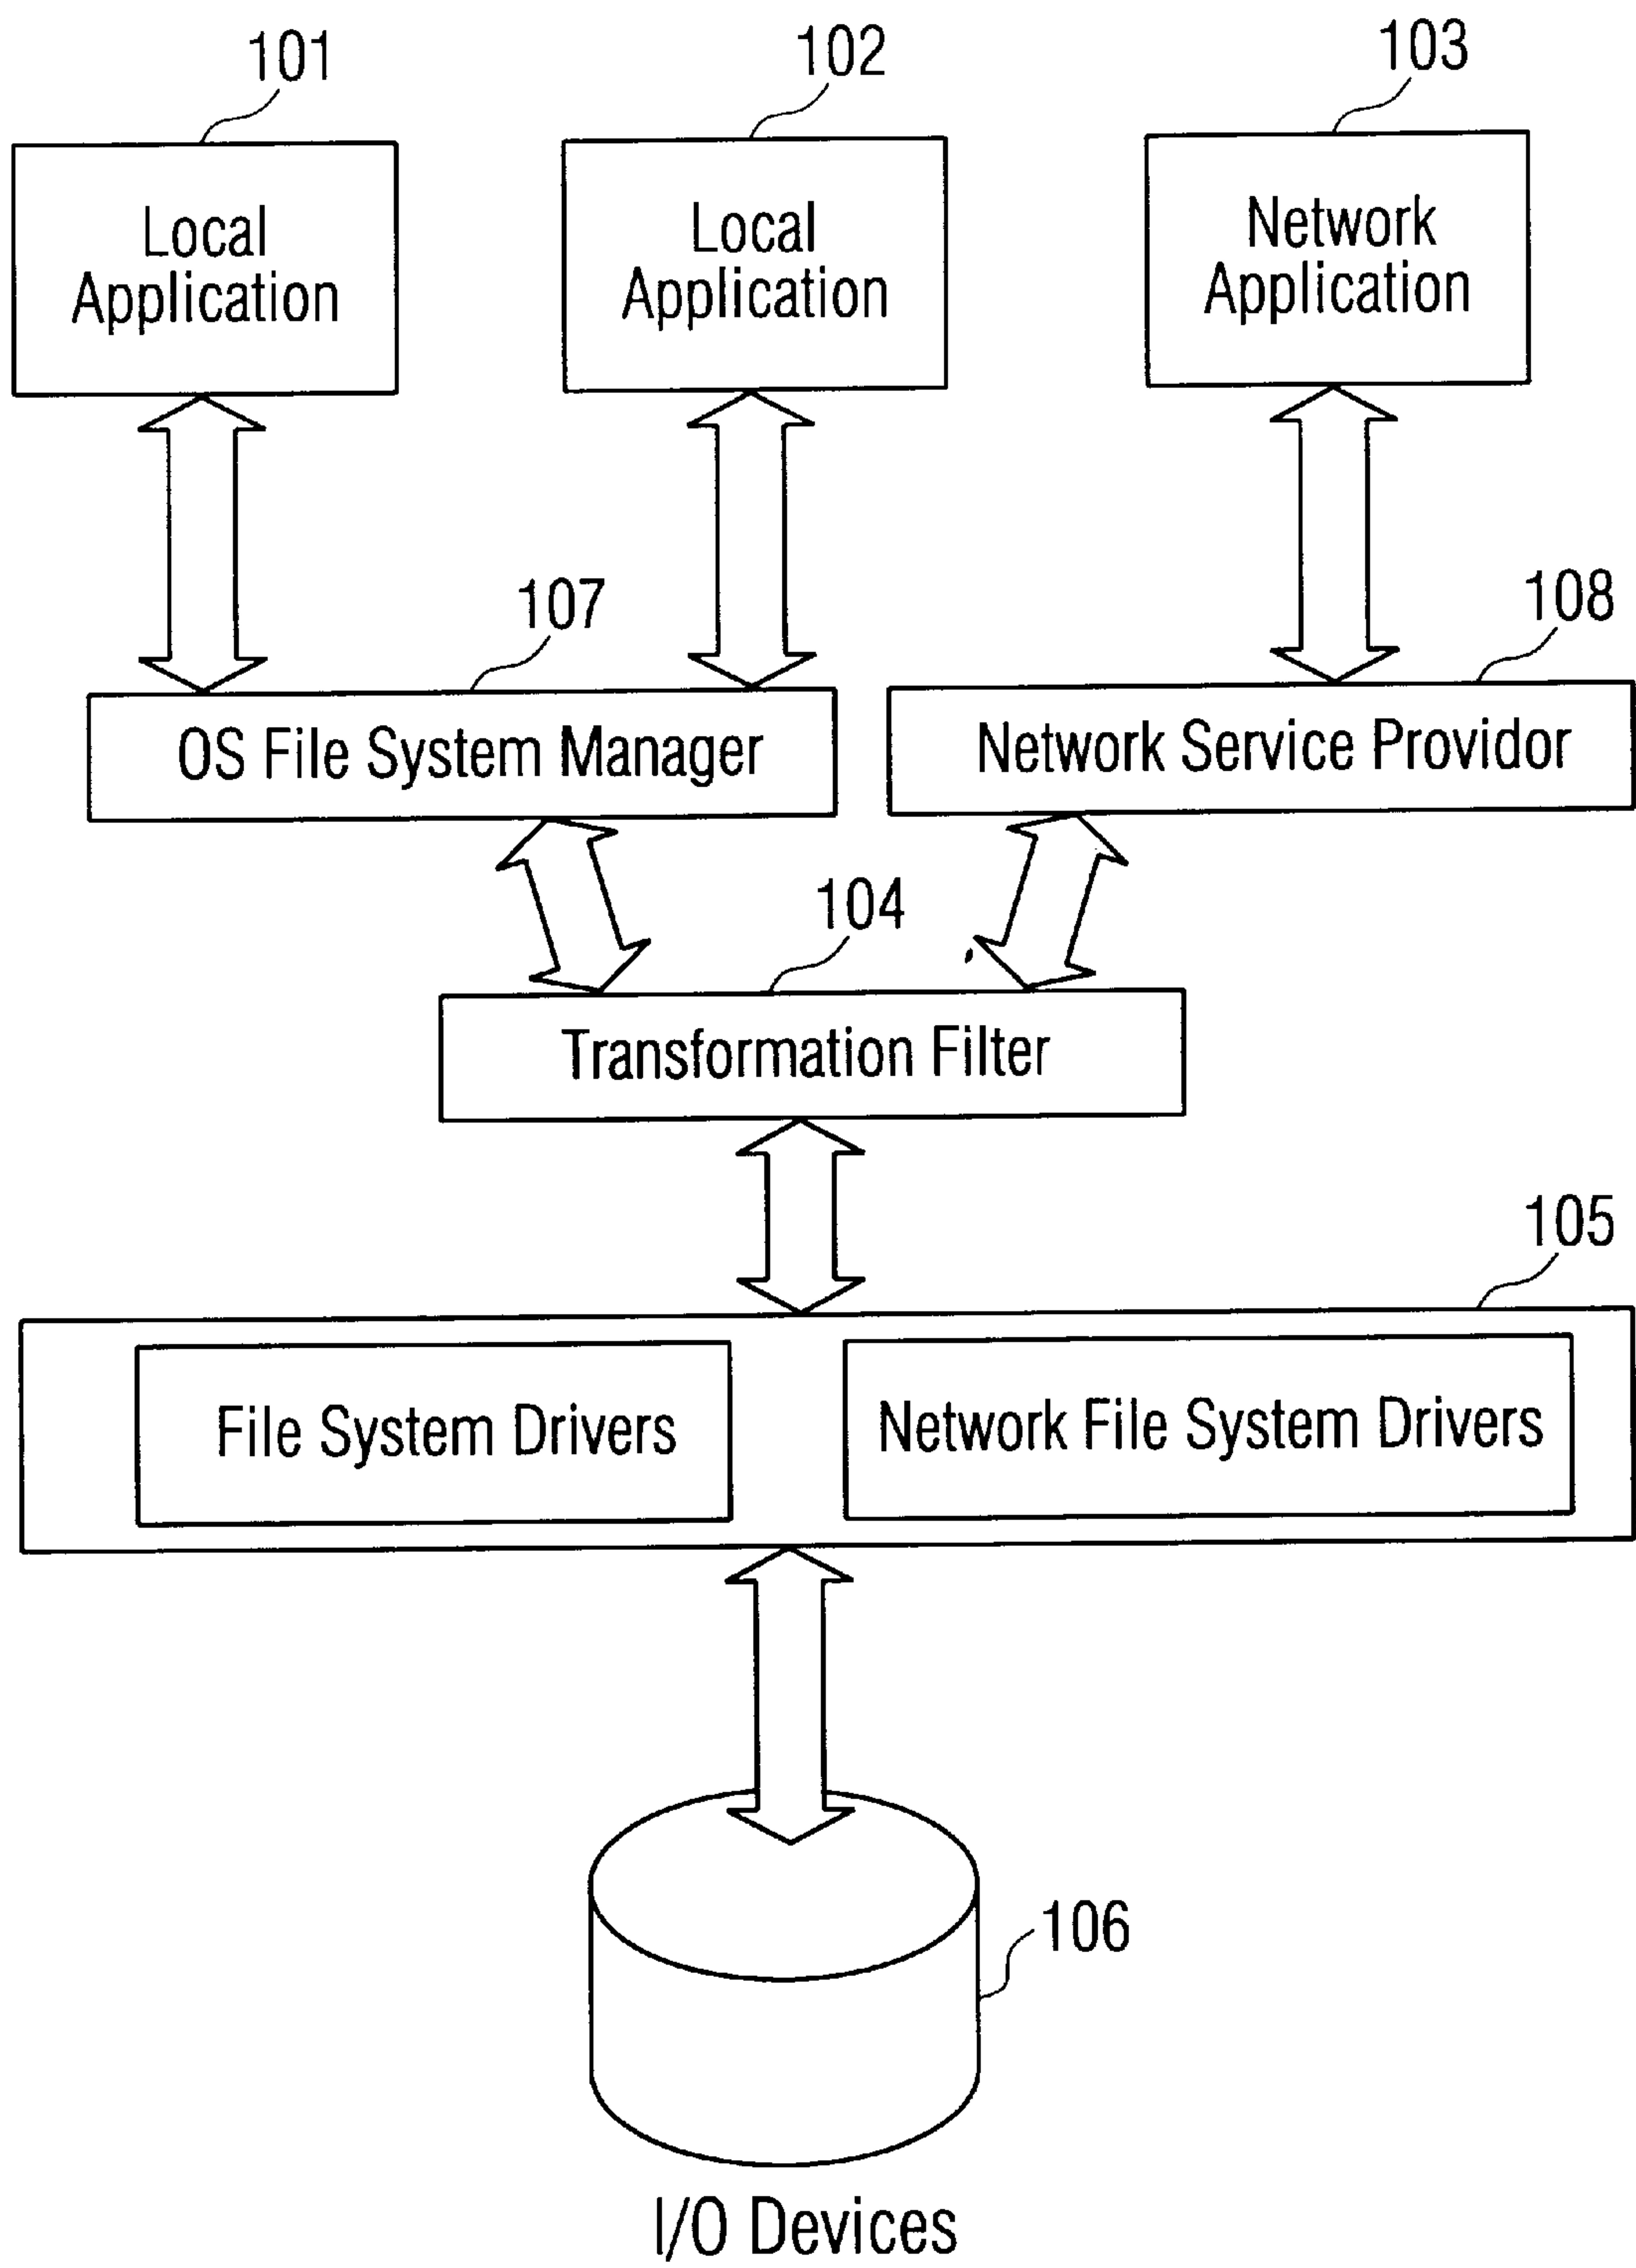 101
102
103
Local
Application
Local
Application
Network
Application
107
108
OS File System Manager
Network Service Providor
104
Transformation Filter
105
File System Drivers
Network File System Drivers
106
I/O Devices